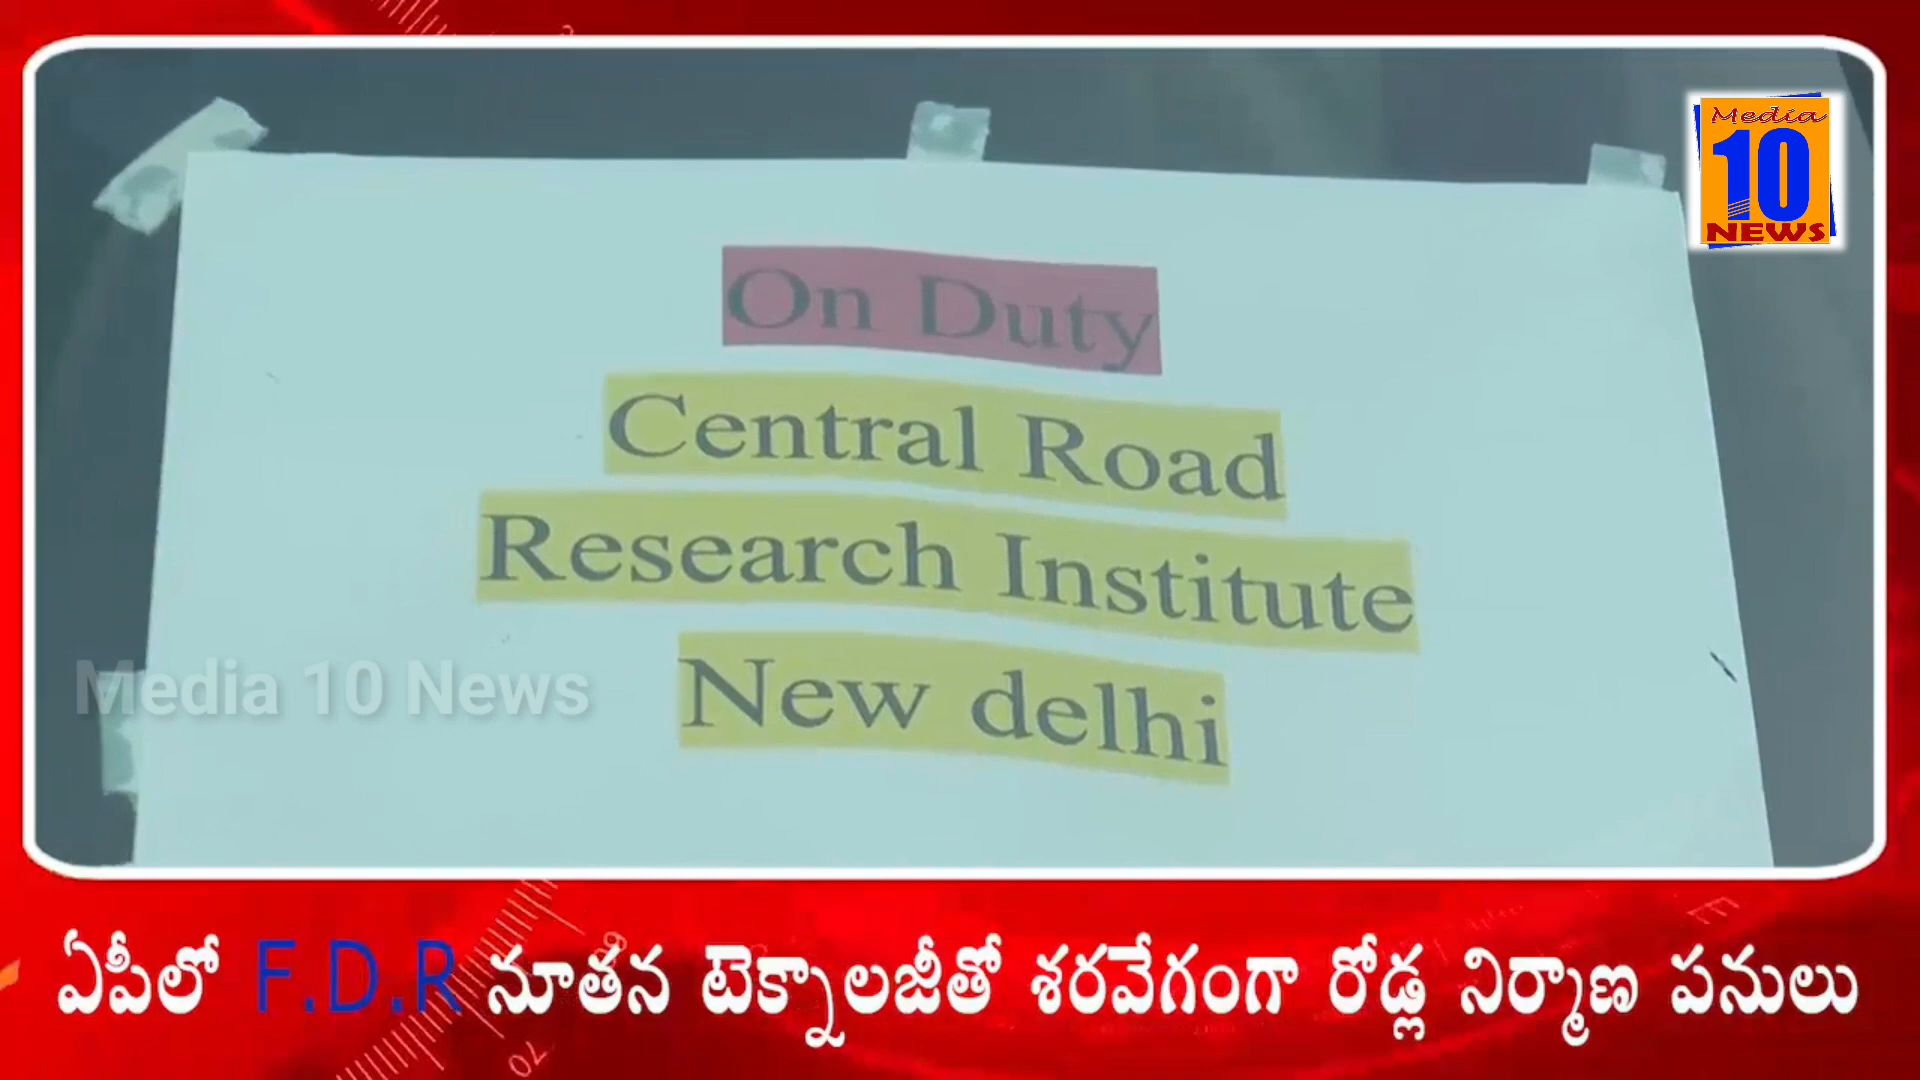 Media
10
NEWS
On Duty
Central Road
Research Institute
New delhi
Media 10 News
ఏపీలో F.D.R నూతన టెక్నాలజీతో శరవేగంగా రోడ్ల నిర్మాణ పనులు
70